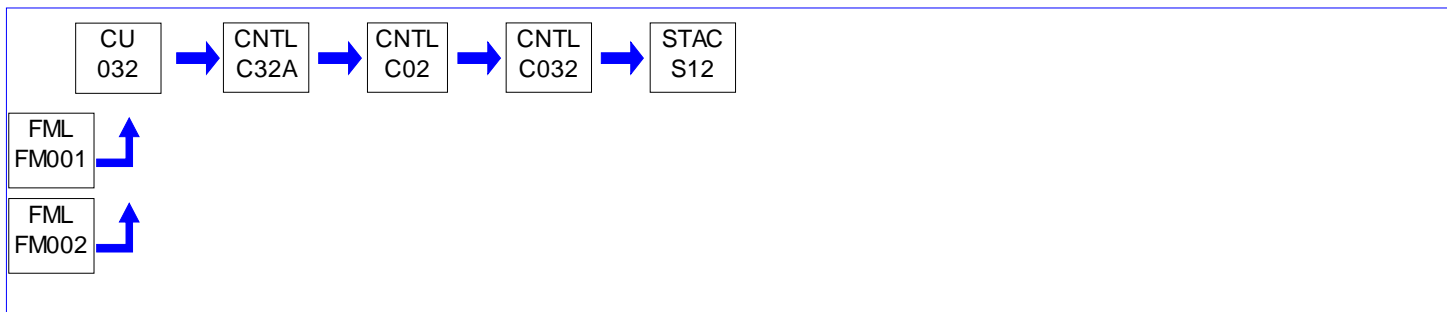 CU
032
CNTL
C32A
CNTL
C02
CNTL
C032
STAC
S12
FML
FM001
FML
FM002